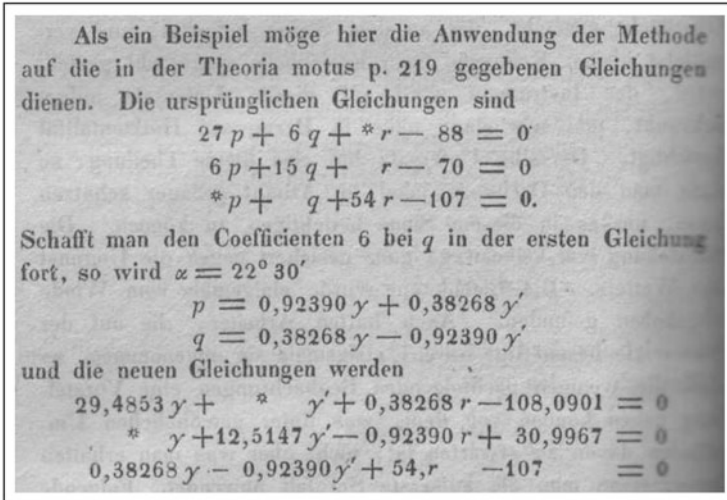 Als ein Beispiel möge hier die Anwendung der Methode
auf die in der Theoria motus p. 219 gegebenen Gleichungen
dienen. Die ursprünglichen Gleichungen sind
27 p + 6 q + * r — 88 = 0
6 p + 15 q + r — 70 = 0
* p + q + 54 r — 107 = 0.
Schafft man den Coefficienten 6 bei q in der ersten Gleichung
fort, so wird α = 22° 30′
p = 0,92390 y + 0,38268 y′
q = 0,38268 y — 0,92390 y′
und die neuen Gleichungen werden
29,4853 y + * y′ + 0,38268 r — 108,0901 = 0
* y + 12,5147 y′ — 0,92390 r + 30,9967 = 0
0,38268 y — 0,92390 y′ + 54, r — 107 = 0